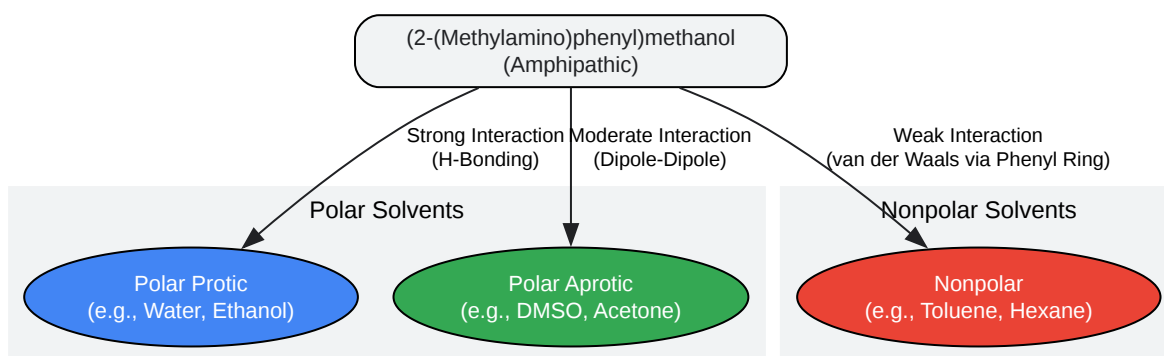 (2-(Methylamino)phenyl)methanol
(Amphipathic)
Strong Interaction
(H-Bonding)
Moderate Interaction
(Dipole-Dipole)
Weak Interaction
(van der Waals via Phenyl Ring)
Polar Solvents
Nonpolar Solvents
Polar Protic
(e.g., Water, Ethanol)
Polar Aprotic
(e.g., DMSO, Acetone)
Nonpolar
(e.g., Toluene, Hexane)